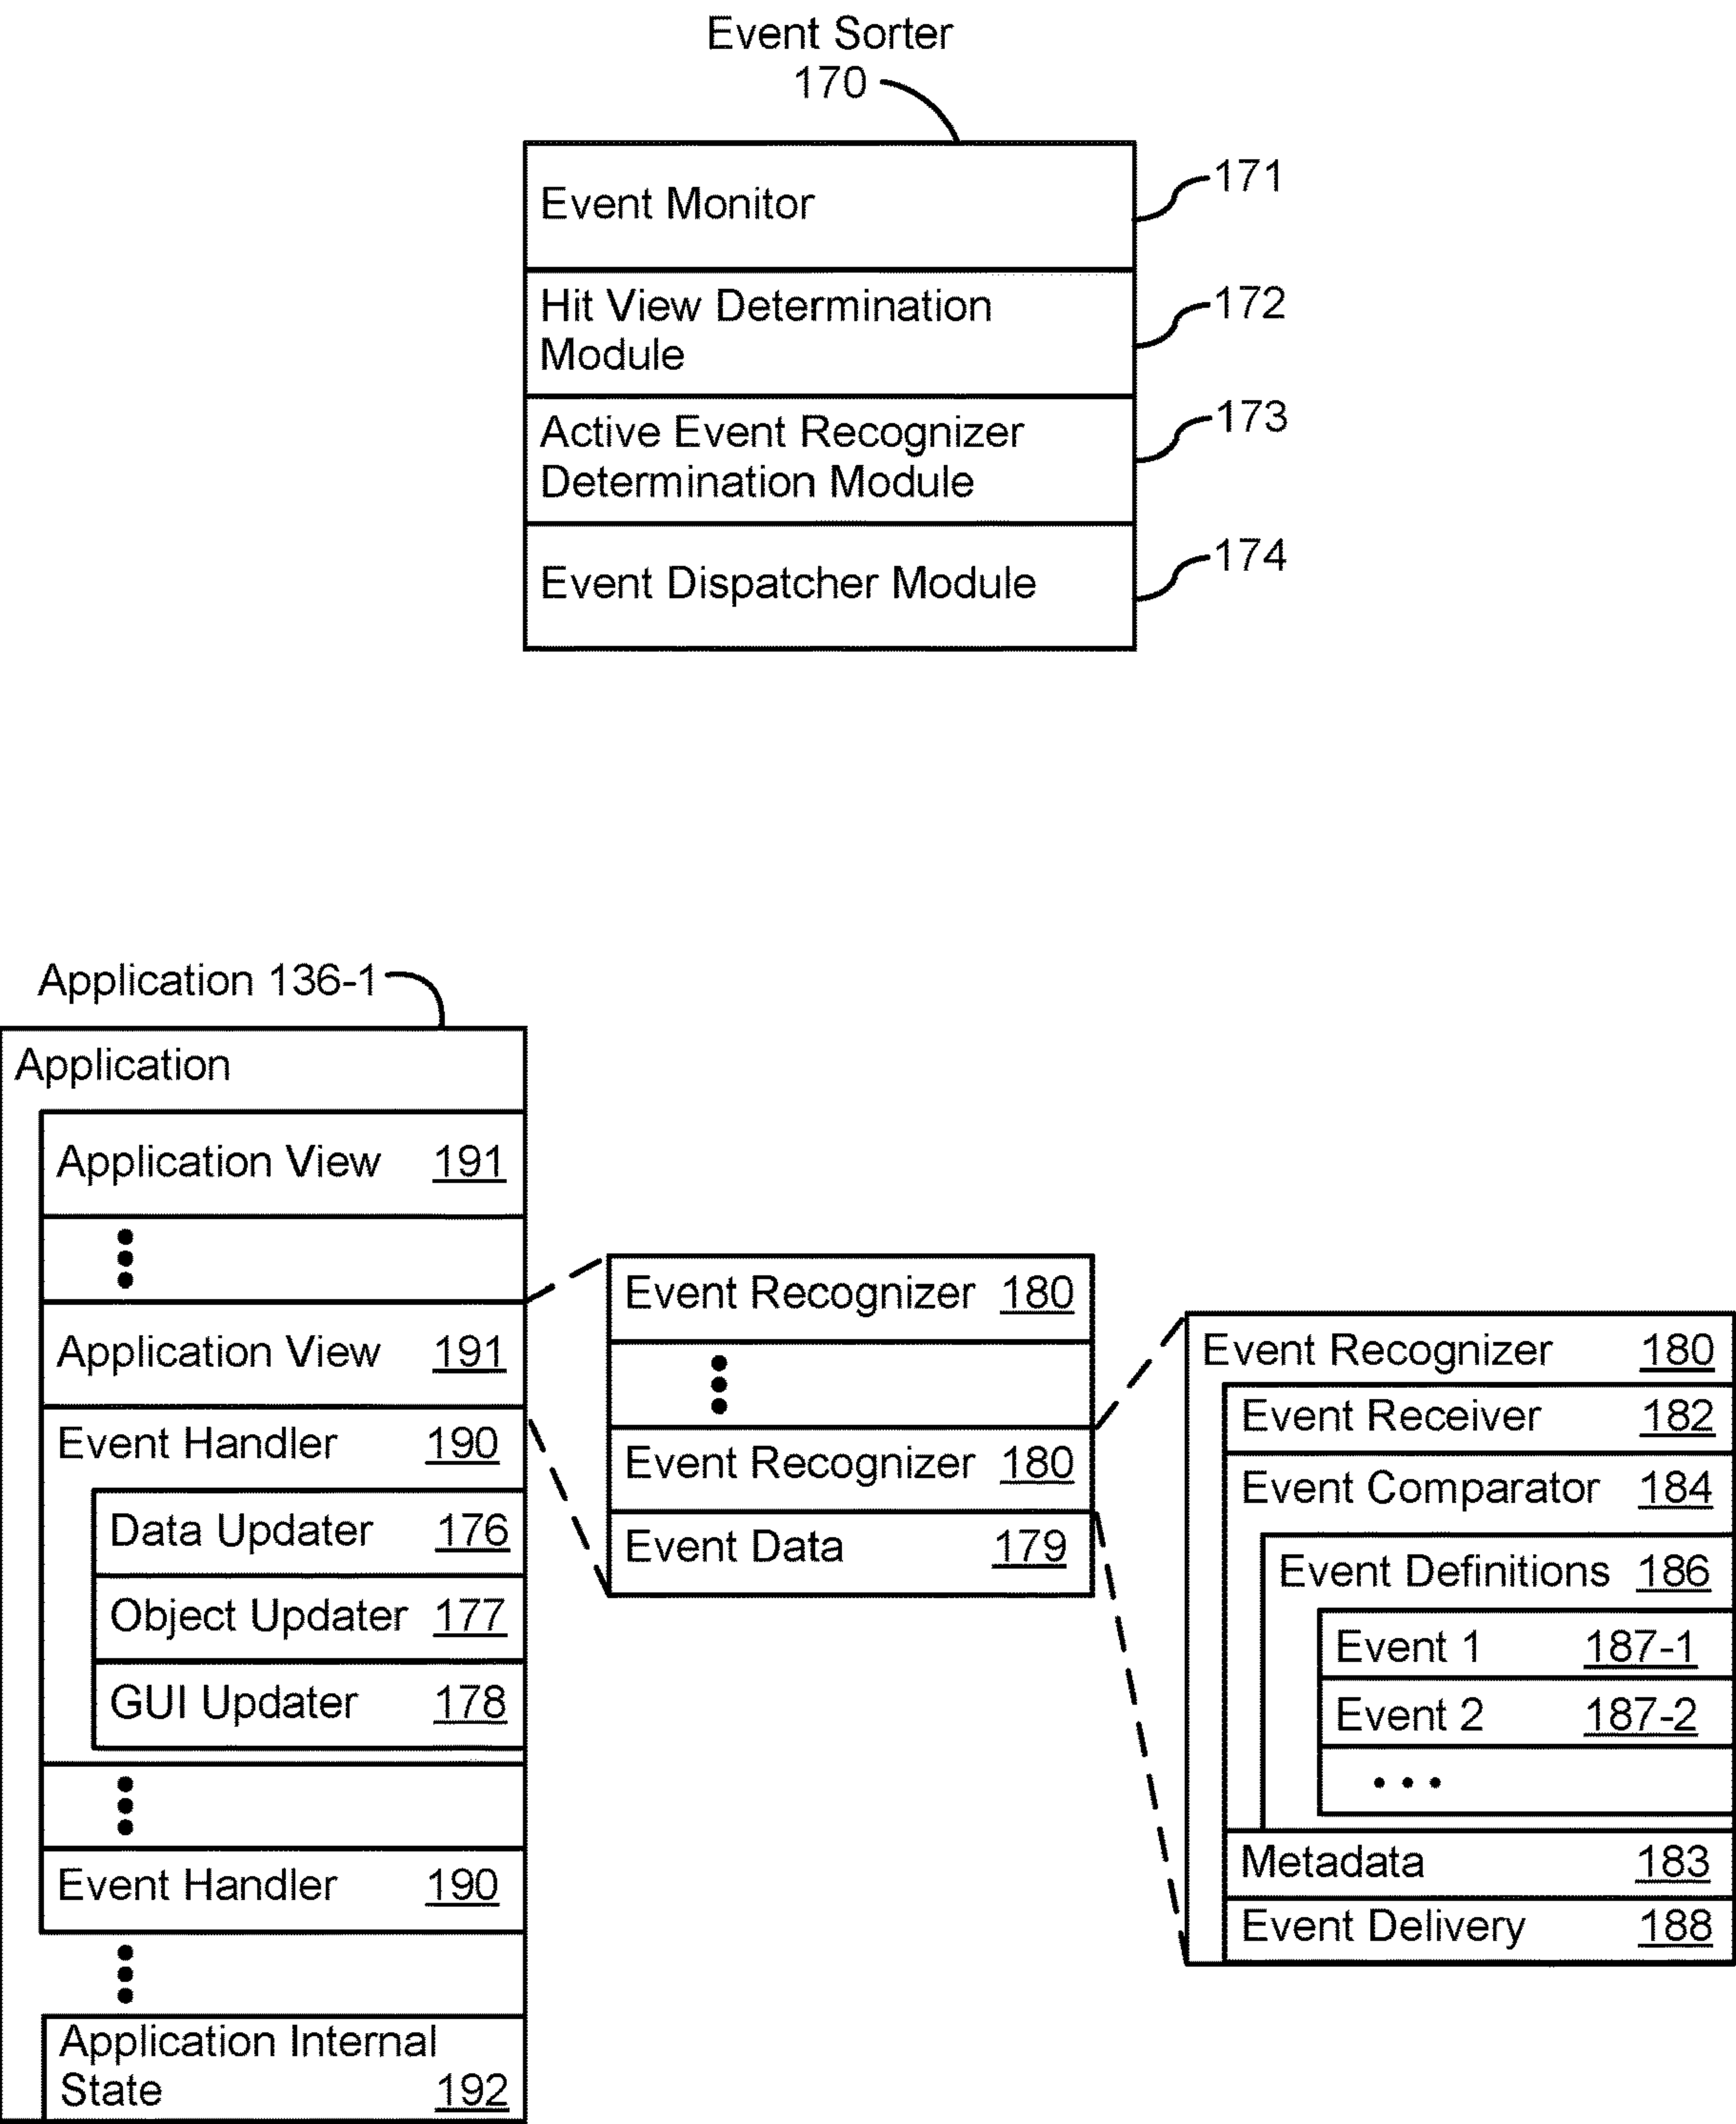 Event Sorter
170
Event Monitor
171
Hit View Determination
Module
172
Active Event Recognizer
Determination Module
173
Event Dispatcher Module
174
Application 136-1
Application
Application View 191
Application View 191
Event Handler 190
Data Updater 176
Object Updater 177
GUI Updater 178
Event Handler 190
Application Internal
State 192
Event Recognizer 180
Event Recognizer 180
Event Data 179
Event Recognizer 180
Event Receiver 182
Event Comparator 184
Event Definitions 186
Event 1 187-1
Event 2 187-2
• • •
Metadata 183
Event Delivery 188